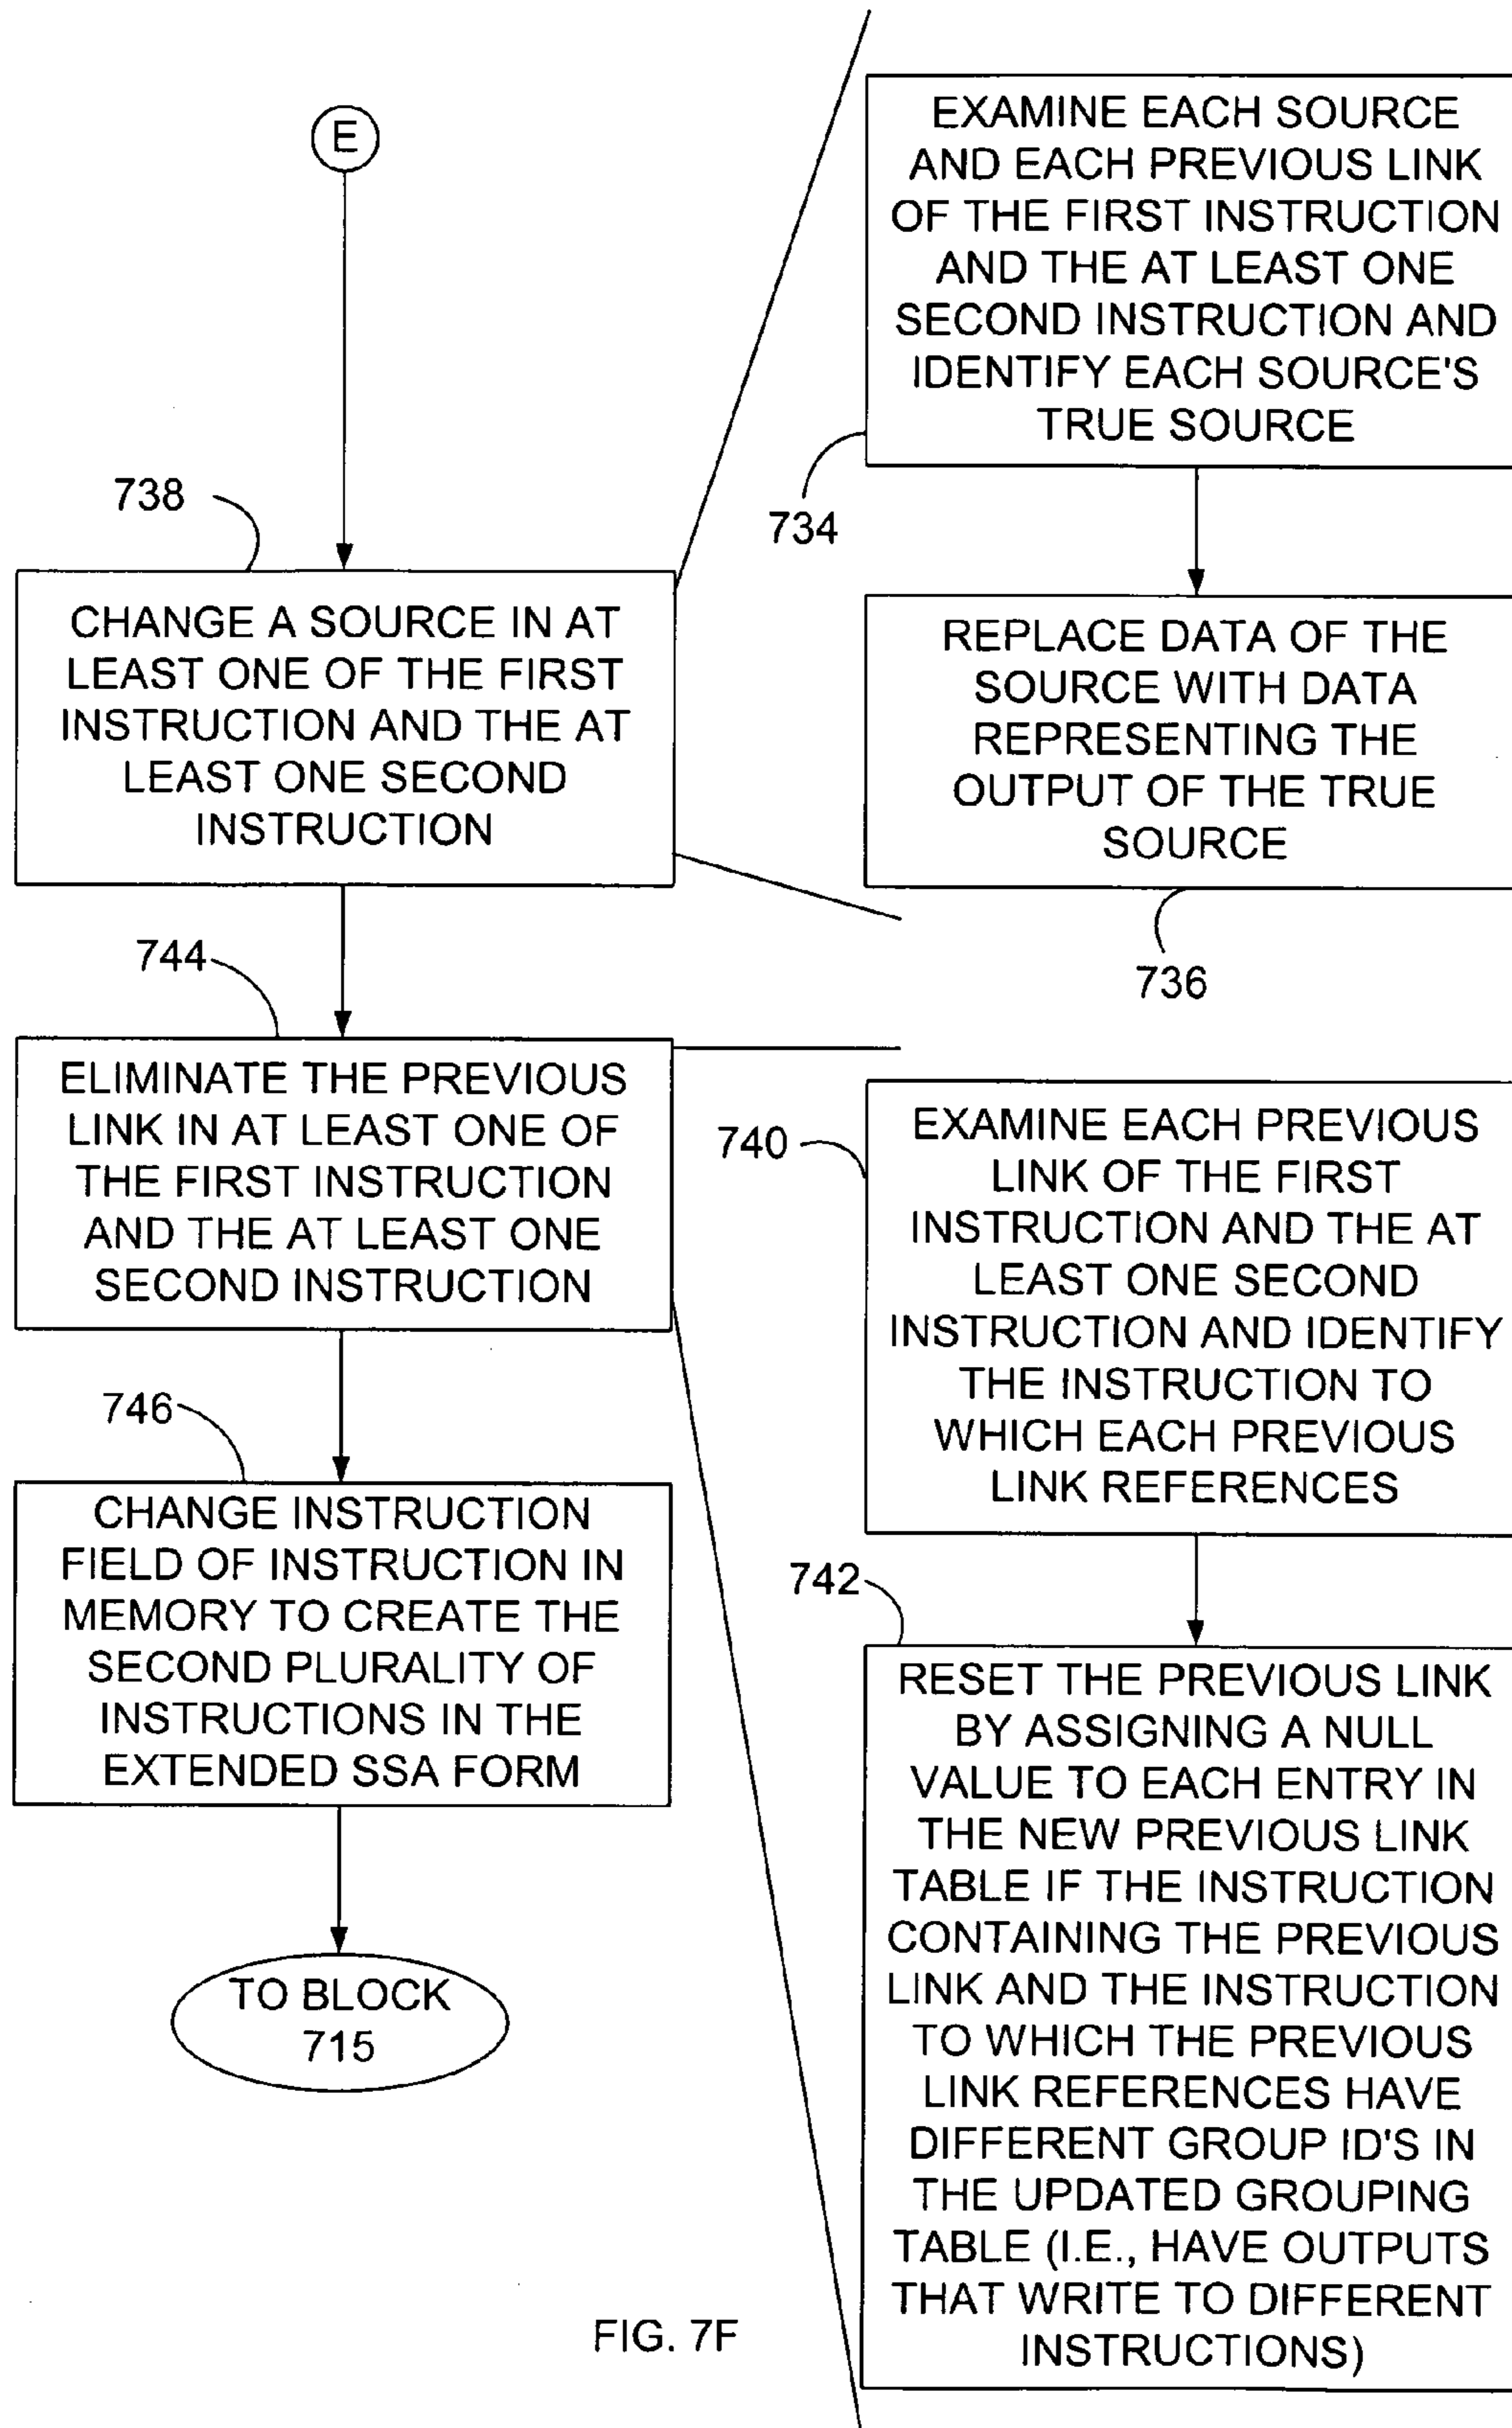 E
738
CHANGE A SOURCE IN AT
LEAST ONE OF THE FIRST
INSTRUCTION AND THE AT
LEAST ONE SECOND
INSTRUCTION
744
ELIMINATE THE PREVIOUS
LINK IN AT LEAST ONE OF
THE FIRST INSTRUCTION
AND THE AT LEAST ONE
SECOND INSTRUCTION
746
CHANGE INSTRUCTION
FIELD OF INSTRUCTION IN
MEMORY TO CREATE THE
SECOND PLURALITY OF
INSTRUCTIONS IN THE
EXTENDED SSA FORM
TO BLOCK
715
EXAMINE EACH SOURCE
AND EACH PREVIOUS LINK
OF THE FIRST INSTRUCTION
AND THE AT LEAST ONE
SECOND INSTRUCTION AND
IDENTIFY EACH SOURCE'S
TRUE SOURCE
734
REPLACE DATA OF THE
SOURCE WITH DATA
REPRESENTING THE
OUTPUT OF THE TRUE
SOURCE
736
740
EXAMINE EACH PREVIOUS
LINK OF THE FIRST
INSTRUCTION AND THE AT
LEAST ONE SECOND
INSTRUCTION AND IDENTIFY
THE INSTRUCTION TO
WHICH EACH PREVIOUS
LINK REFERENCES
742
RESET THE PREVIOUS LINK
BY ASSIGNING A NULL
VALUE TO EACH ENTRY IN
THE NEW PREVIOUS LINK
TABLE IF THE INSTRUCTION
CONTAINING THE PREVIOUS
LINK AND THE INSTRUCTION
TO WHICH THE PREVIOUS
LINK REFERENCES HAVE
DIFFERENT GROUP ID'S IN
THE UPDATED GROUPING
TABLE (I.E., HAVE OUTPUTS
THAT WRITE TO DIFFERENT
INSTRUCTIONS)
FIG. 7F